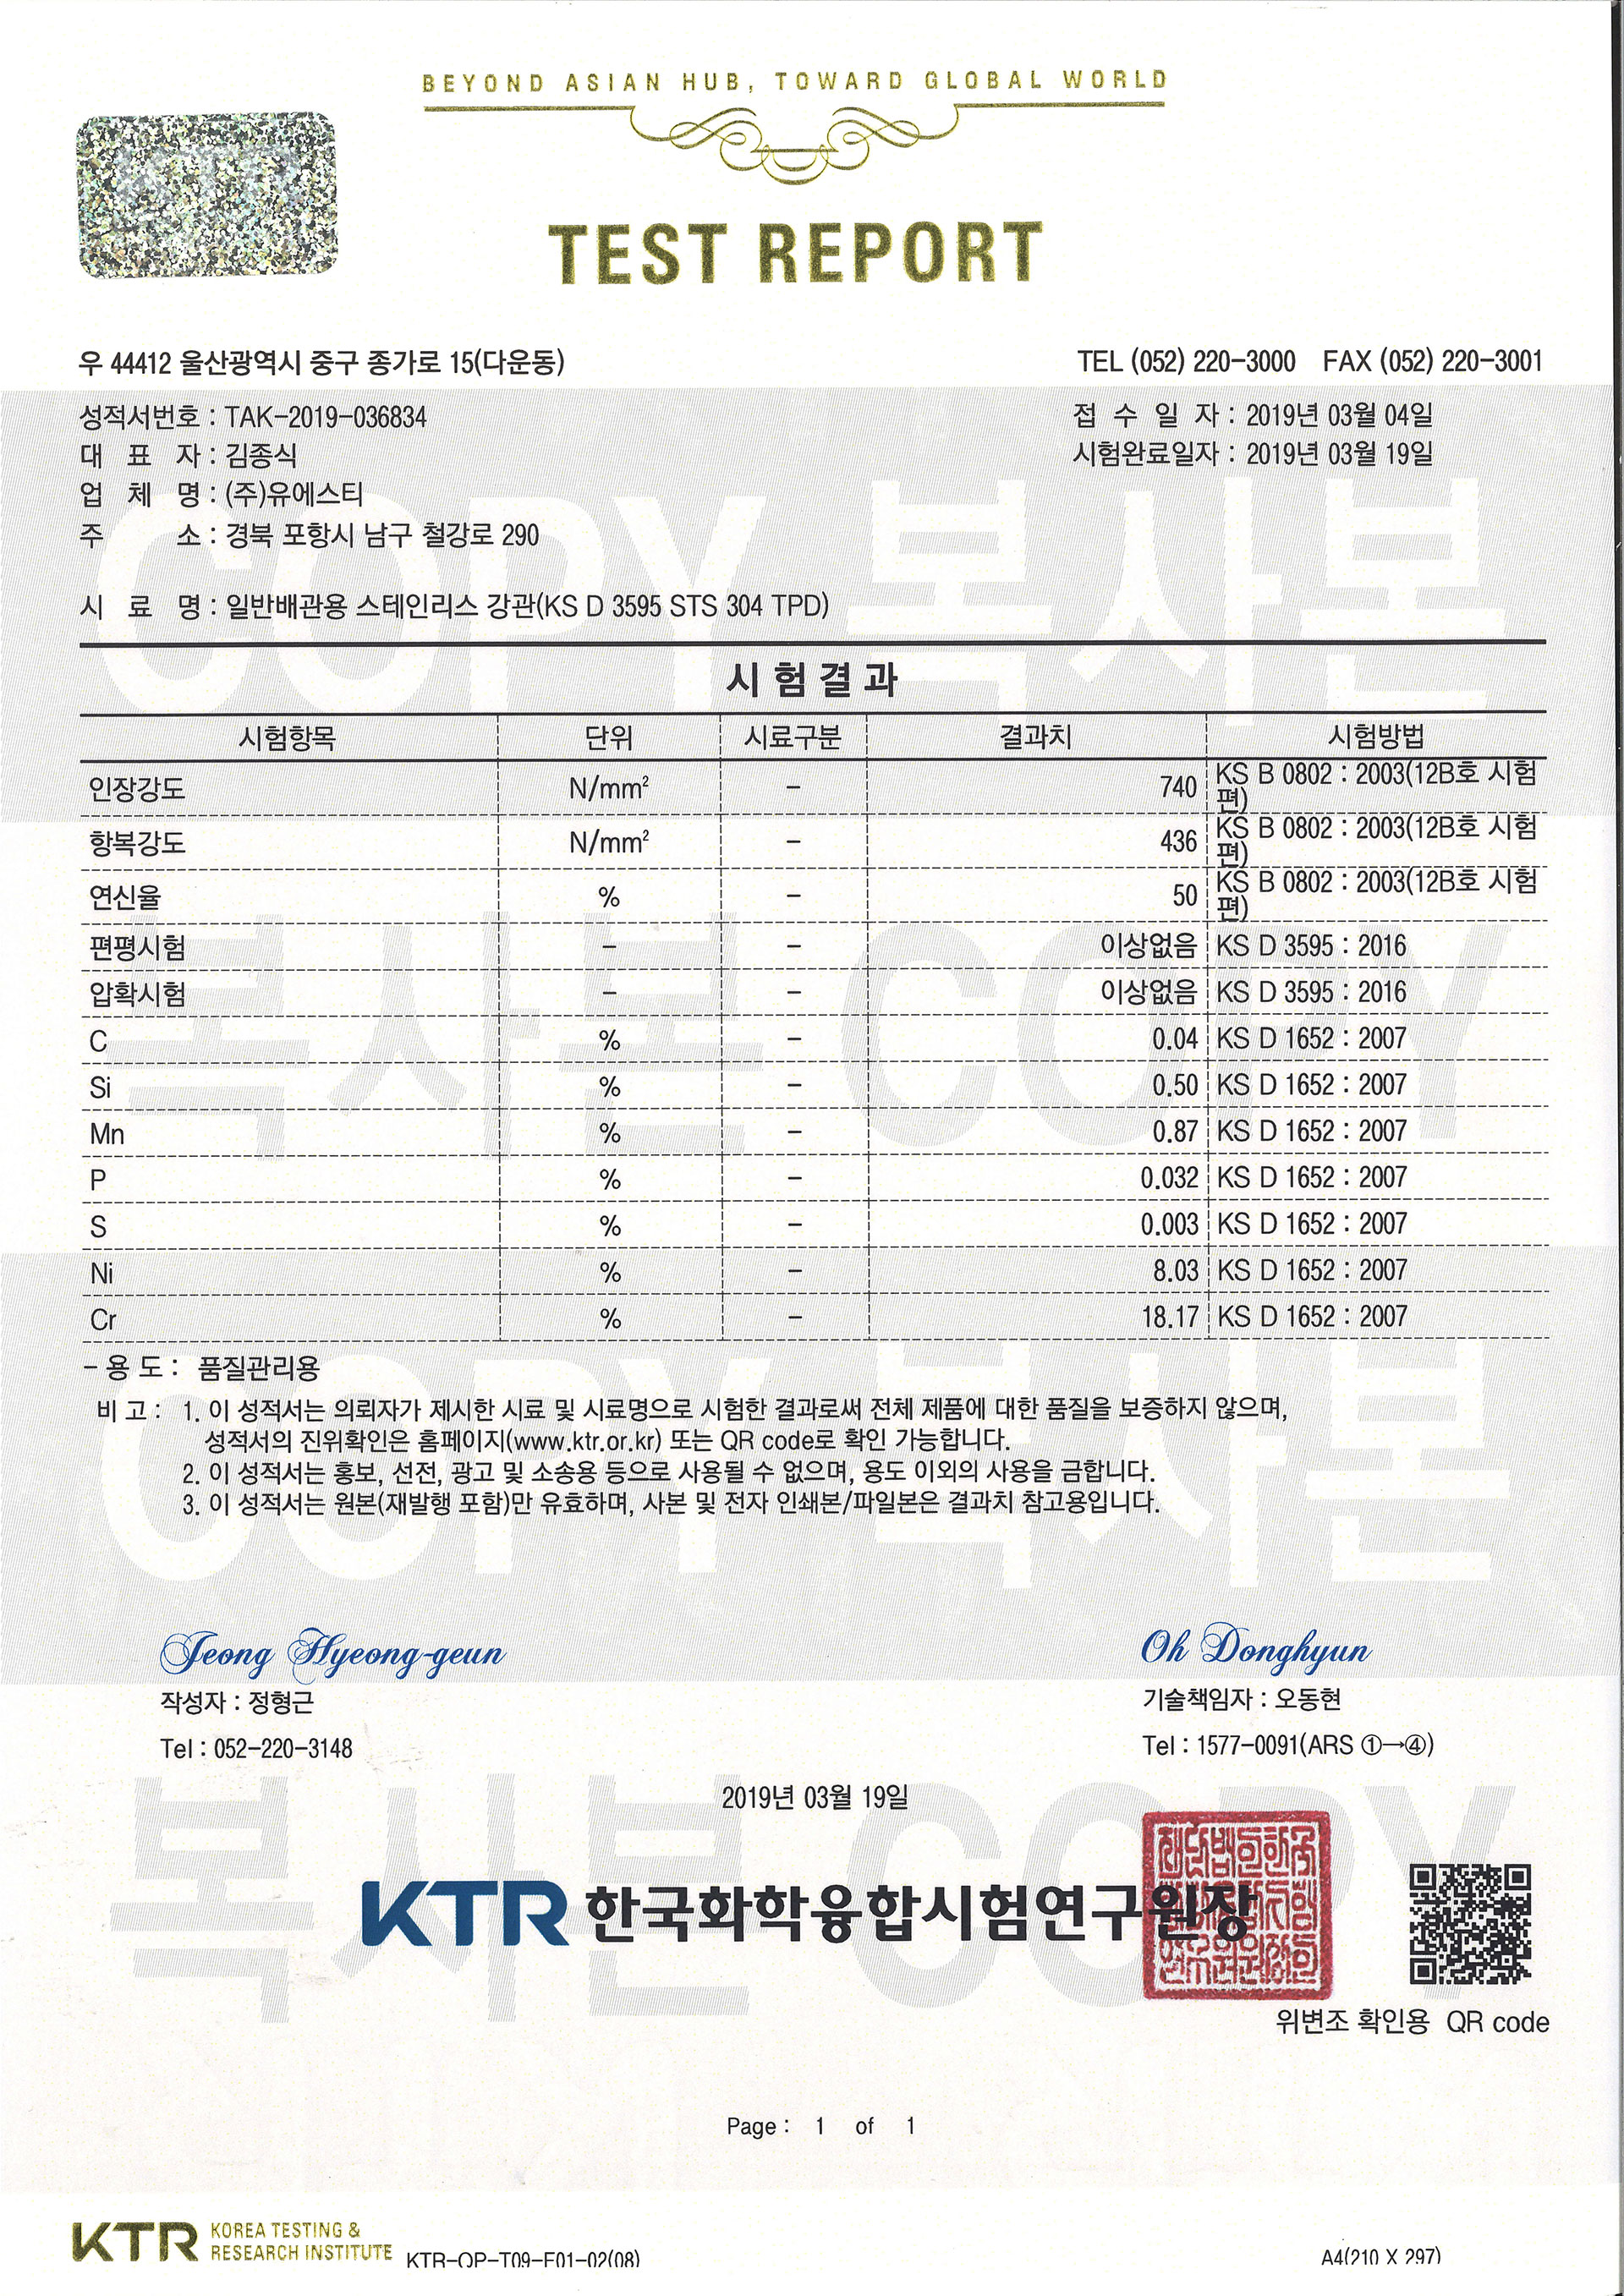 BEYOND ASIAN HUB, TOWARD GLOBAL WORLD
TEST REPORT
우 44412 울산광역시 중구 종가로 15(다운동) TEL (052) 220-3000 FAX (052) 220-3001
성적서번호 : TAK-2019-036834 접 수 일 자 : 2019년 03월 04일
대 표 자 : 김종식 시험완료일자 : 2019년 03월 19일
업 체 명 : (주)유에스티
주 소 : 경북 포항시 남구 철강로 290
시 료 명 : 일반배관용 스테인리스 강관(KS D 3595 STS 304 TPD)
시 험 결 과
시험항목 단위 시료구분 결과치 시험방법
인장강도 N/mm² - 740 KS B 0802 : 2003(12B호 시험
편)
항복강도 N/mm² - 436 KS B 0802 : 2003(12B호 시험
편)
연신율 % - 50 KS B 0802 : 2003(12B호 시험
편)
편평시험 - - 이상없음 KS D 3595 : 2016
압확시험 - - 이상없음 KS D 3595 : 2016
C % - 0.04 KS D 1652 : 2007
Si % - 0.50 KS D 1652 : 2007
Mn % - 0.87 KS D 1652 : 2007
P % - 0.032 KS D 1652 : 2007
S % - 0.003 KS D 1652 : 2007
Ni % - 8.03 KS D 1652 : 2007
Cr % - 18.17 KS D 1652 : 2007
- 용 도 : 품질관리용
비 고 : 1. 이 성적서는 의뢰자가 제시한 시료 및 시료명으로 시험한 결과로써 전체 제품에 대한 품질을 보증하지 않으며,
성적서의 진위확인은 홈페이지(www.ktr.or.kr) 또는 QR code로 확인 가능합니다.
2. 이 성적서는 홍보, 선전, 광고 및 소송용 등으로 사용될 수 없으며, 용도 이외의 사용을 금합니다.
3. 이 성적서는 원본(재발행 포함)만 유효하며, 사본 및 전자 인쇄본/파일본은 결과치 참고용입니다.
Jeong Hyeong-geun Oh Donghyun
작성자 : 정형근 기술책임자 : 오동현
Tel : 052-220-3148 Tel : 1577-0091(ARS ①→④)
2019년 03월 19일
KTR 한국화학융합시험연구원장
위변조 확인용 QR code
Page : 1 of 1
KTR KOREA TESTING &
RESEARCH INSTITUTE KTR-QP-T09-F01-02(08) A4(210 X 297)
COPY 복사본
복사본 COPY
COPY 복사본
복사본 COPY